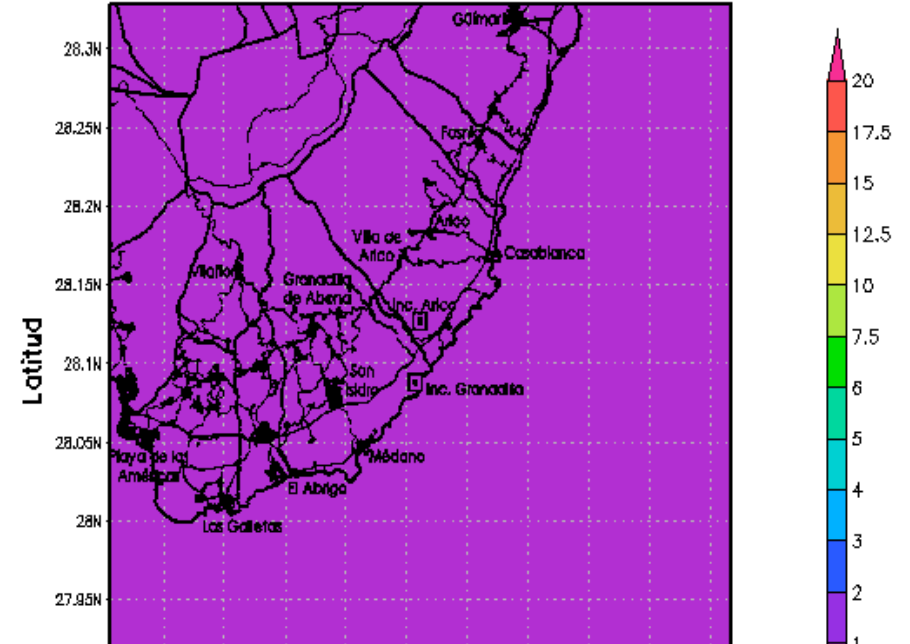 28.3N
28.25N
28.2N
28.15N
28.1N
28.05N
28N
27.95N
Latitud
Güimar
Fasnia
Arico
Villa de
Arico
Casablanca
Vilaflor
Granadilla
de Abona
Inc. Arico
San
Isidro
Inc. Granadilla
Médano
Playa de las
Américas
El Abrigo
Las Galletas
20
17.5
15
12.5
10
7.5
6
5
4
3
2
1